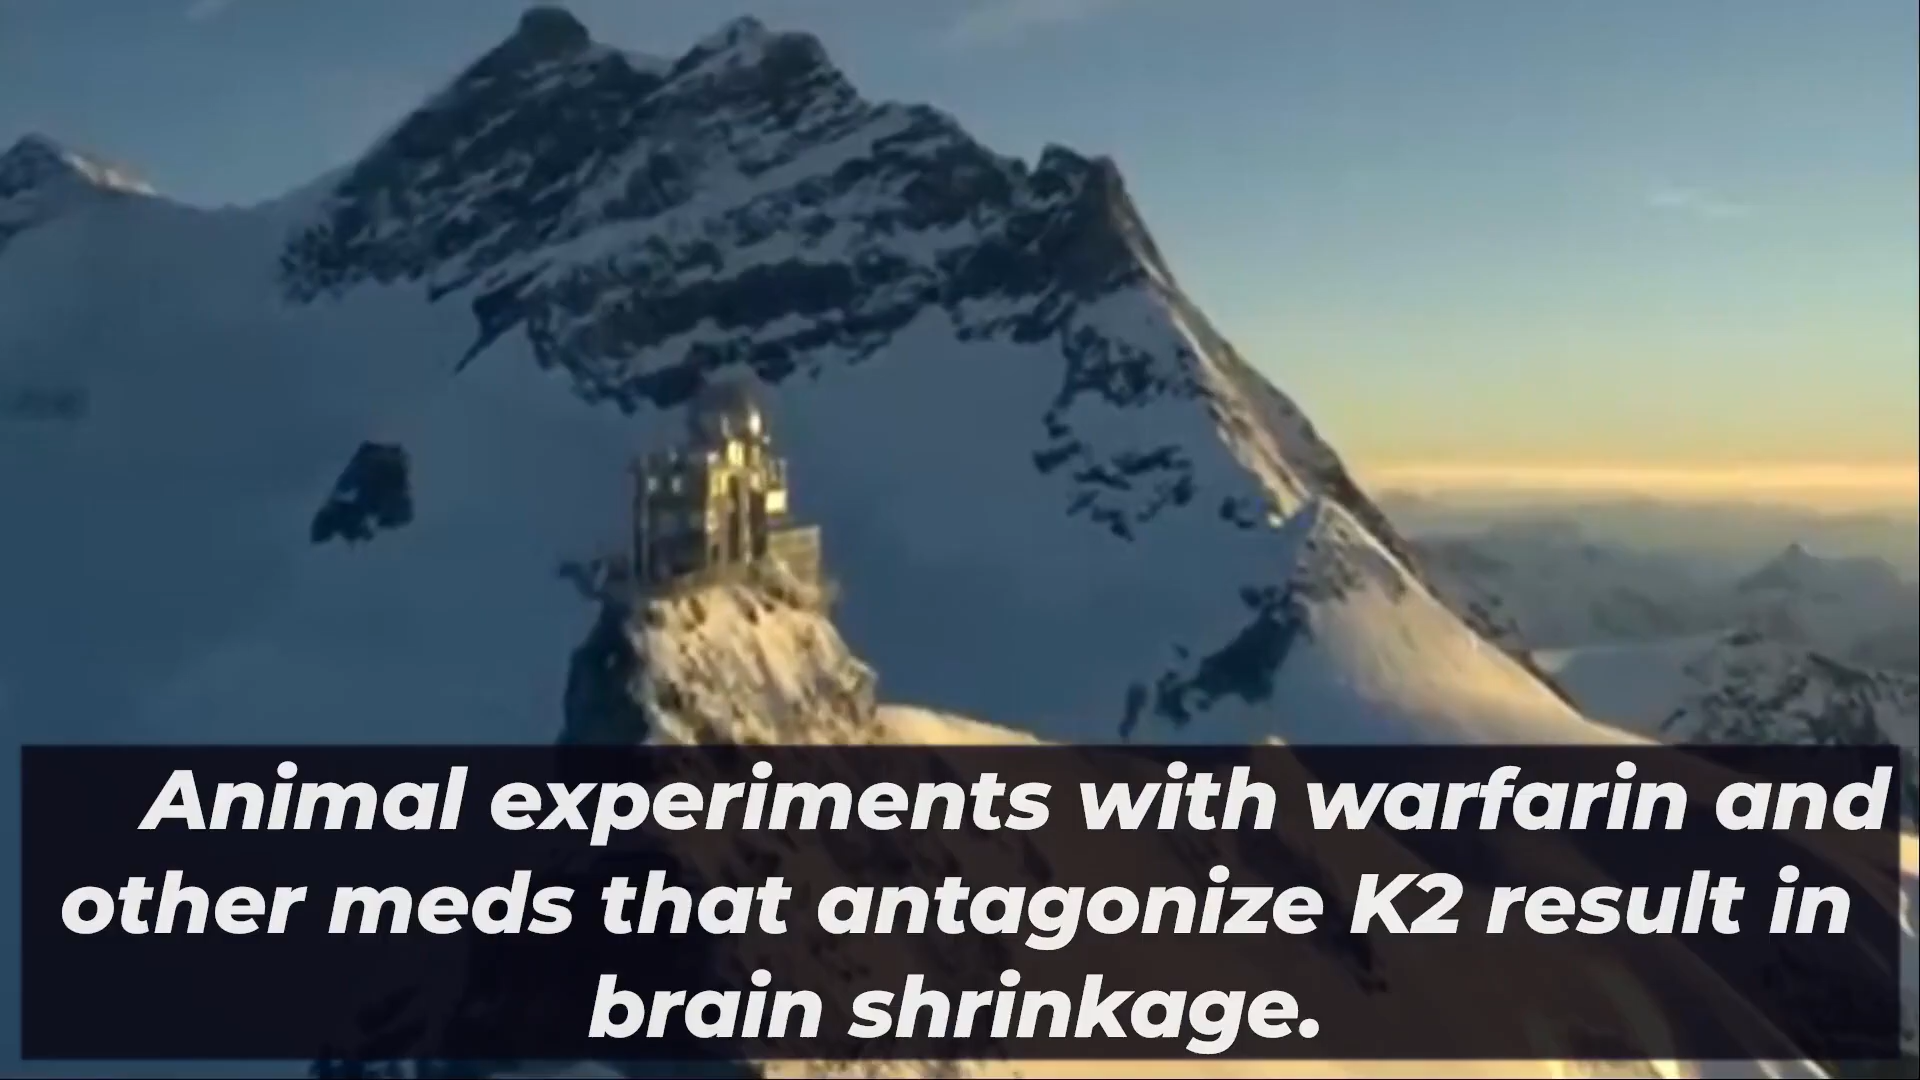 Animal experiments with warfarin and
other meds that antagonize K2 result in
brain shrinkage.